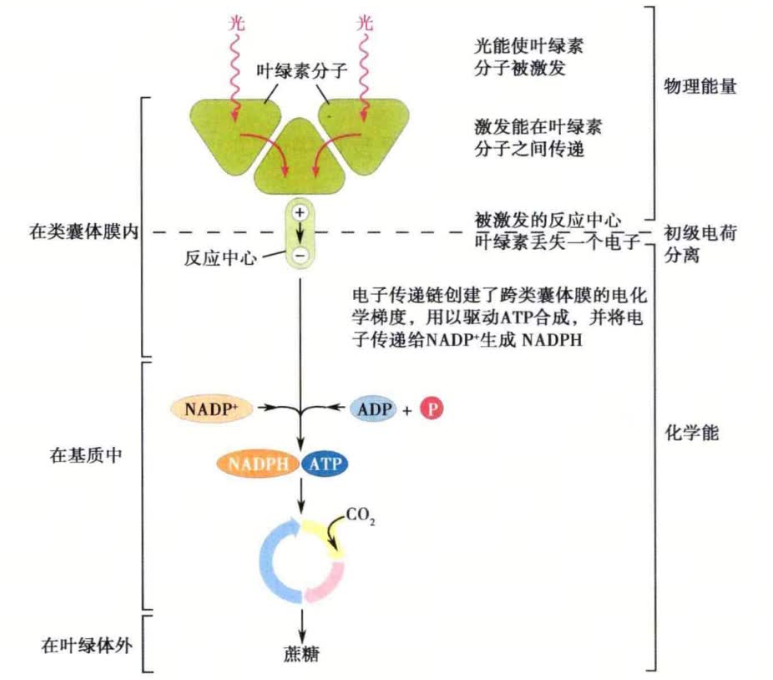 光
光
光能使叶绿素
分子被激发
叶绿素分子
物理能量
激发能在叶绿素
分子之间传递
+
被激发的反应中心
叶绿素丢失一个电子
在类囊体膜内
初级电荷
分离
反应中心
−
电子传递链创建了跨类囊体膜的电化
学梯度，用以驱动ATP合成，并将电
子传递给NADP⁺生成 NADPH
NADP⁺
ADP + P
化学能
在基质中
NADPH ATP
CO₂
在叶绿体外
蔗糖